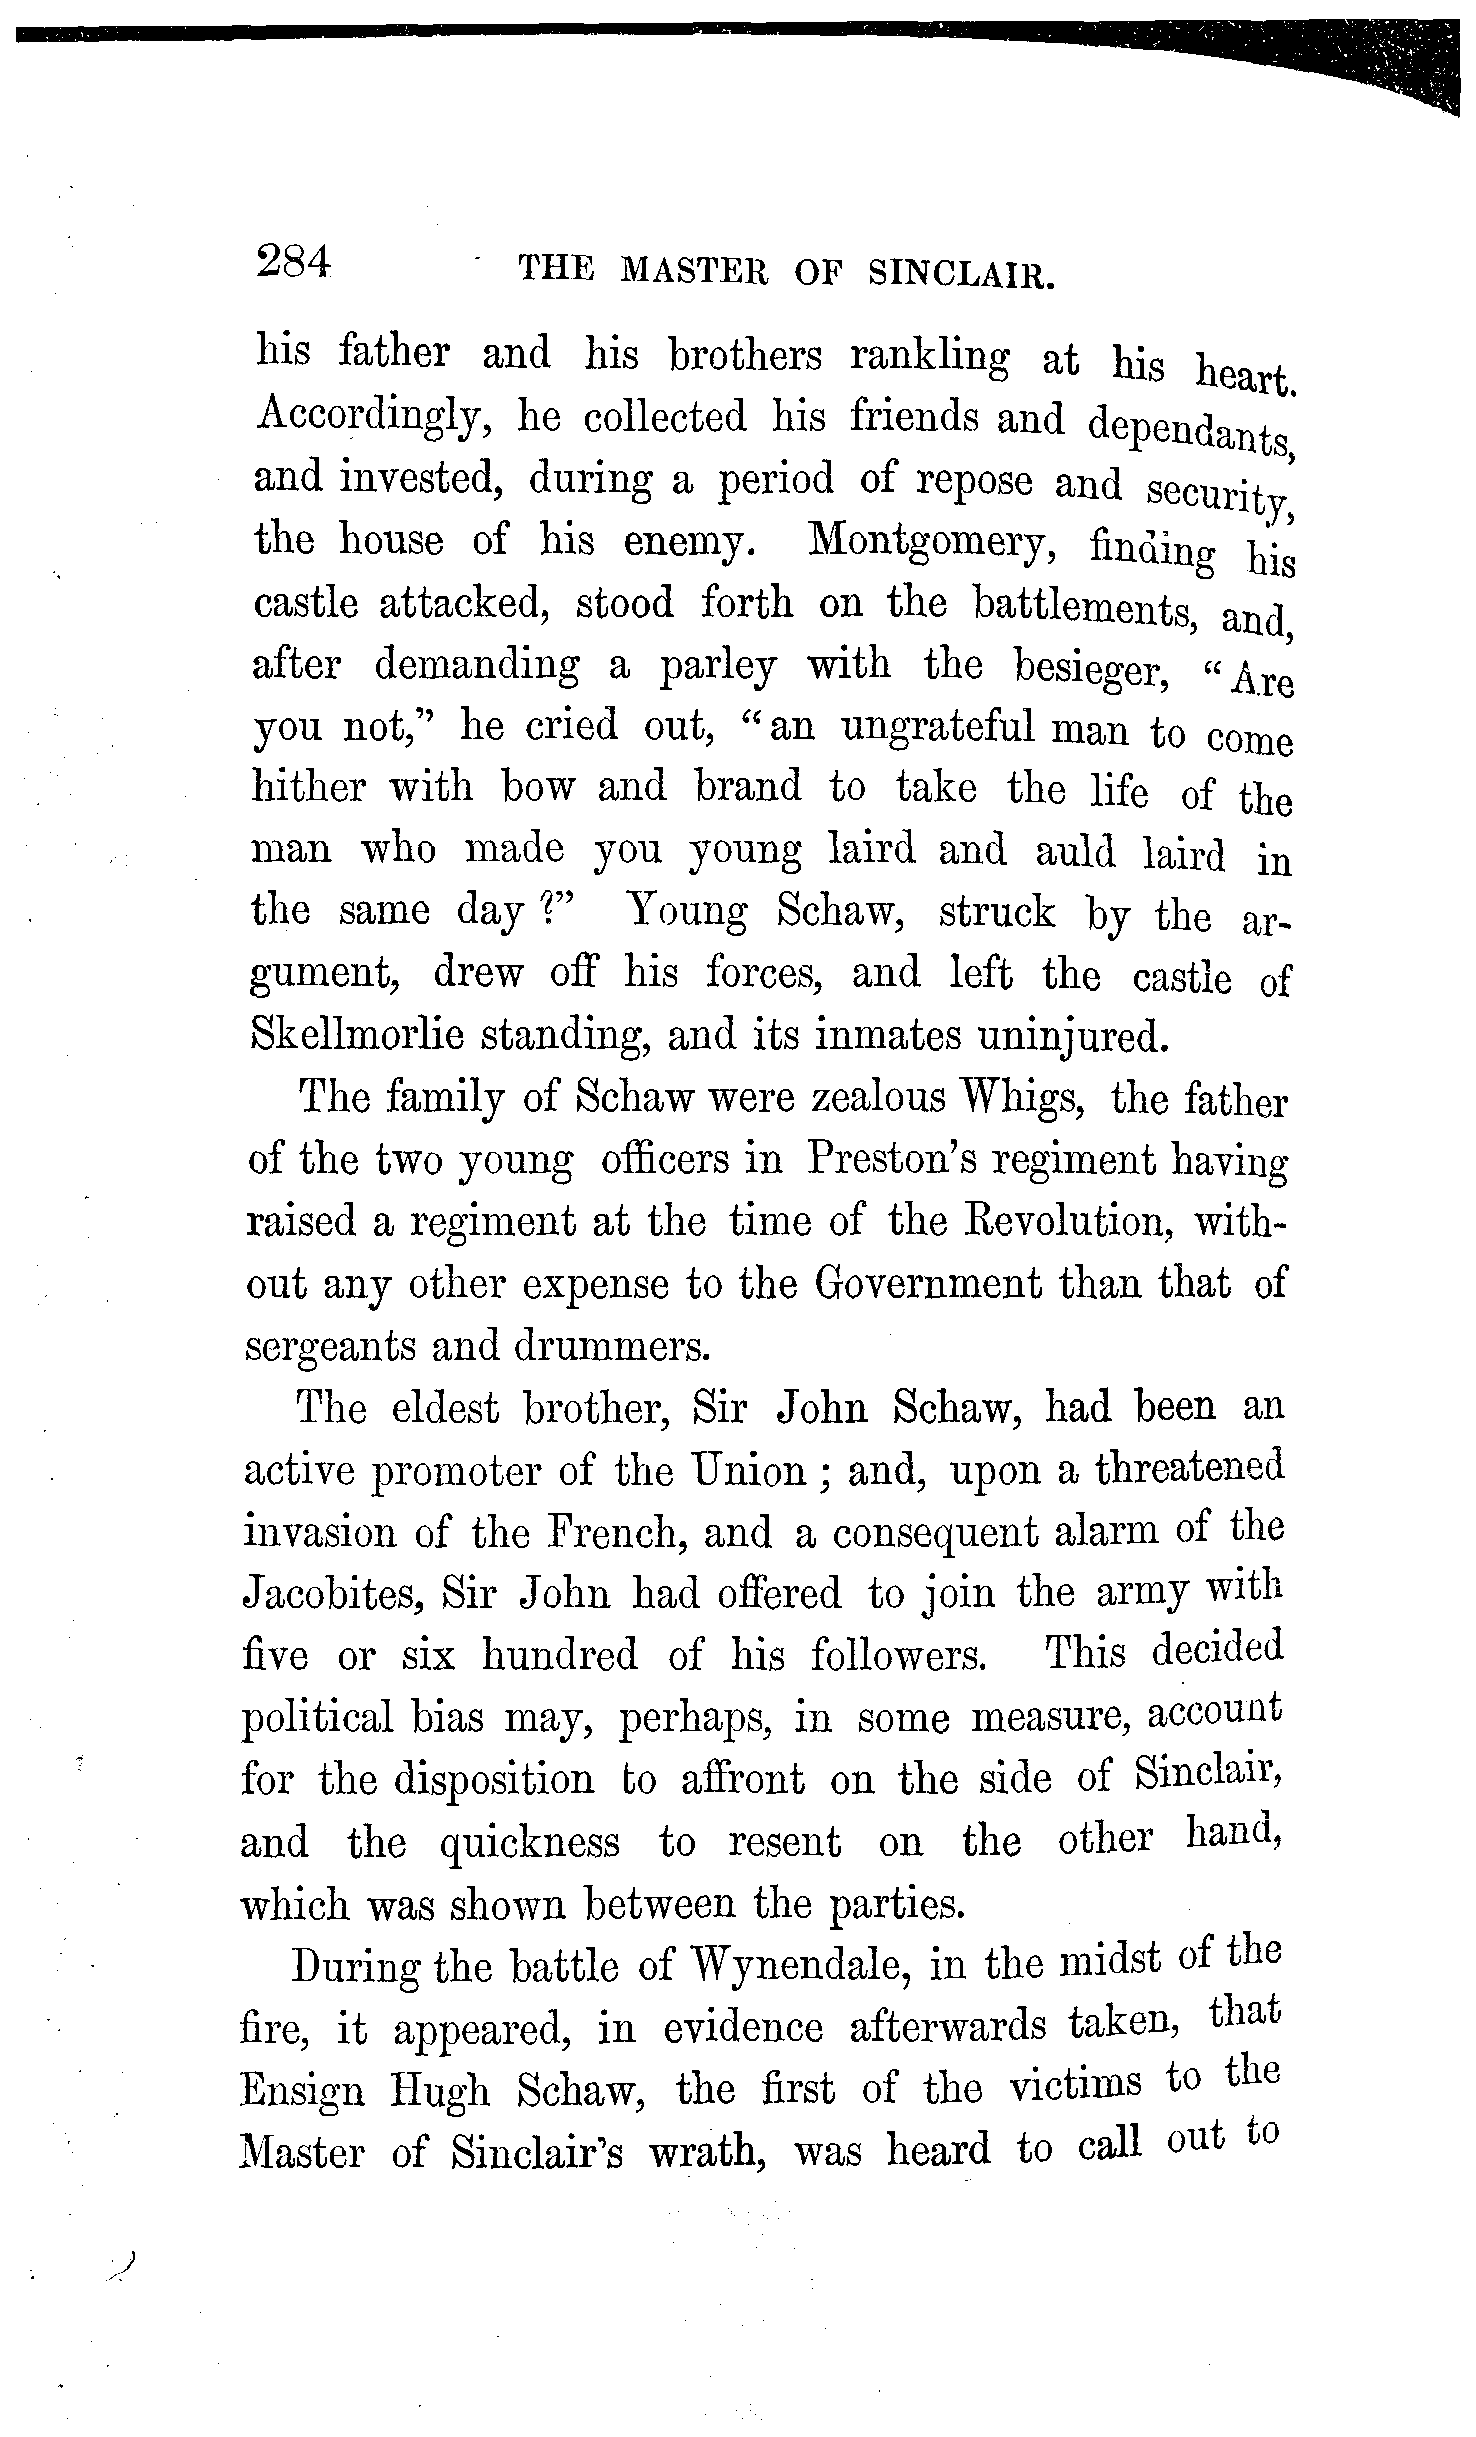 284 THE MASTER OF SINCLAIR.
his father and his brothers rankling at his heart.
Accordingly, he collected his friends and dependants,
and invested, during a period of repose and security,
the house of his enemy. Montgomery, finding his
castle attacked, stood forth on the battlements, and,
after demanding a parley with the besieger, "Are
you not," he cried out, "an ungrateful man to come
hither with bow and brand to take the life of the
man who made you young laird and auld laird in
the same day?" Young Schaw, struck by the ar-
gument, drew off his forces, and left the castle of
Skellmorlie standing, and its inmates uninjured.
The family of Schaw were zealous Whigs, the father
of the two young officers in Preston's regiment having
raised a regiment at the time of the Revolution, with-
out any other expense to the Government than that of
sergeants and drummers.
The eldest brother, Sir John Schaw, had been an
active promoter of the Union; and, upon a threatened
invasion of the French, and a consequent alarm of the
Jacobites, Sir John had offered to join the army with
five or six hundred of his followers. This decided
political bias may, perhaps, in some measure, account
for the disposition to affront on the side of Sinclair,
and the quickness to resent on the other hand,
which was shown between the parties.
During the battle of Wynendale, in the midst of the
fire, it appeared, in evidence afterwards taken, that
Ensign Hugh Schaw, the first of the victims to the
Master of Sinclair's wrath, was heard to call out to